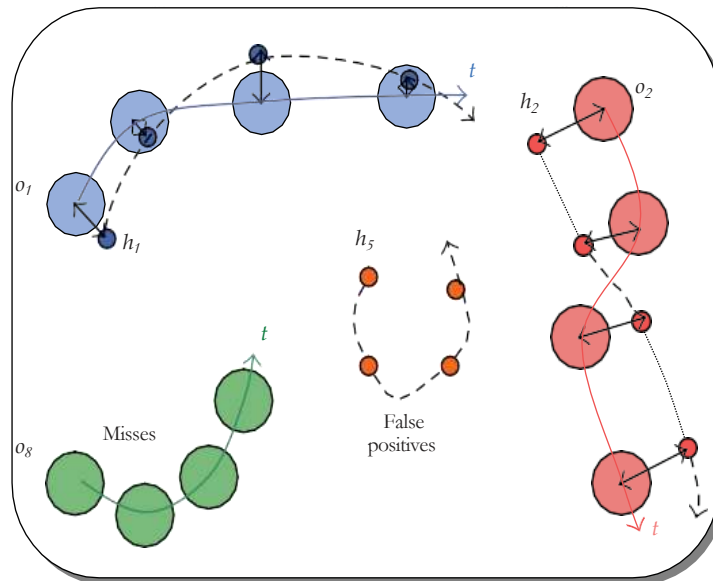 t
o₂
h₂
o₁
h₁
h₅
t
Misses
False
positives
o₈
t